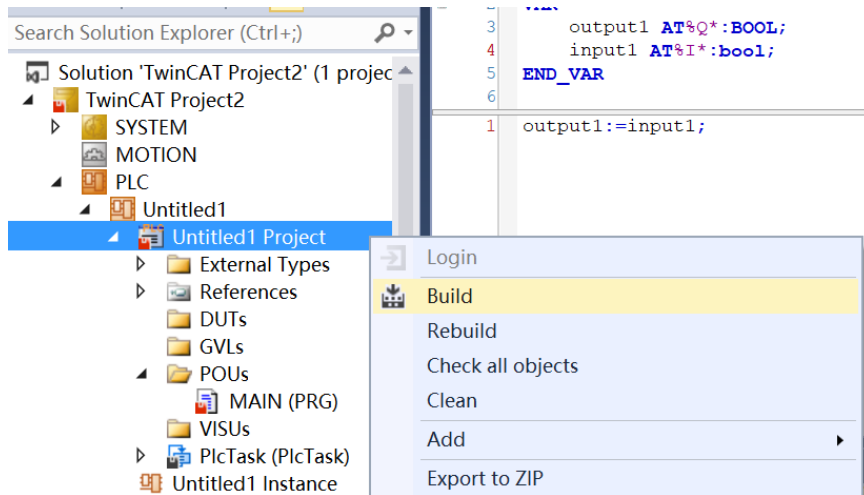 Search Solution Explorer (Ctrl+;)
Solution 'TwinCAT Project2' (1 projec
TwinCAT Project2
SYSTEM
MOTION
PLC
Untitled1
Untitled1 Project
External Types
References
DUTs
GVLs
POUs
MAIN (PRG)
VISUs
PlcTask (PlcTask)
Untitled1 Instance
2 VAR
3 output1 AT%Q*:BOOL;
4 input1 AT%I*:bool;
5 END_VAR
6
1 output1:=input1;
Login
Build
Rebuild
Check all objects
Clean
Add
Export to ZIP